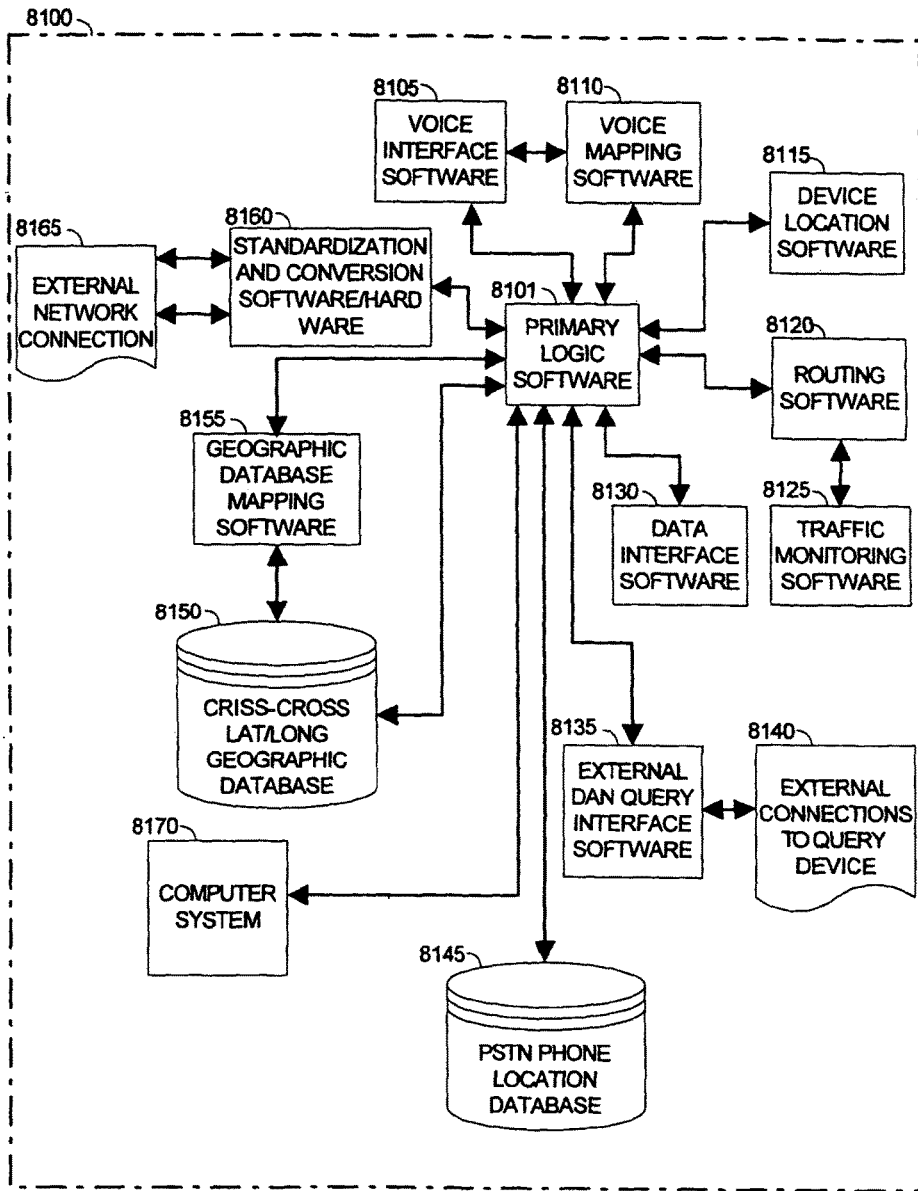 8100
8105
VOICE
INTERFACE
SOFTWARE
8110
VOICE
MAPPING
SOFTWARE
8115
DEVICE
LOCATION
SOFTWARE
8165
EXTERNAL
NETWORK
CONNECTION
8160
STANDARDIZATION
AND CONVERSION
SOFTWARE/HARD
WARE
8101
PRIMARY
LOGIC
SOFTWARE
8120
ROUTING
SOFTWARE
8155
GEOGRAPHIC
DATABASE
MAPPING
SOFTWARE
8130
DATA
INTERFACE
SOFTWARE
8125
TRAFFIC
MONITORING
SOFTWARE
8150
CRISS-CROSS
LAT/LONG
GEOGRAPHIC
DATABASE
8135
EXTERNAL
DAN QUERY
INTERFACE
SOFTWARE
8140
EXTERNAL
CONNECTIONS
TO QUERY
DEVICE
8170
COMPUTER
SYSTEM
8145
PSTN PHONE
LOCATION
DATABASE